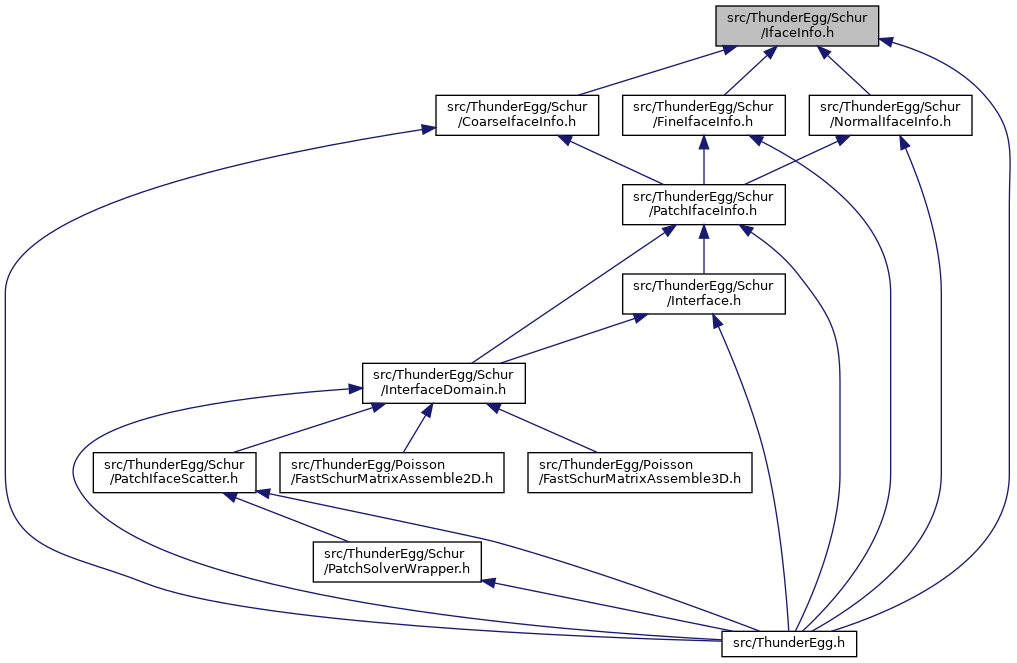 src/ThunderEgg/Schur
/IfaceInfo.h
src/ThunderEgg/Schur
/CoarseIfaceInfo.h
src/ThunderEgg/Schur
/FineIfaceInfo.h
src/ThunderEgg/Schur
/NormalIfaceInfo.h
src/ThunderEgg/Schur
/PatchIfaceInfo.h
src/ThunderEgg/Schur
/Interface.h
src/ThunderEgg/Schur
/InterfaceDomain.h
src/ThunderEgg/Schur
/PatchIfaceScatter.h
src/ThunderEgg/Poisson
/FastSchurMatrixAssemble2D.h
src/ThunderEgg/Poisson
/FastSchurMatrixAssemble3D.h
src/ThunderEgg/Schur
/PatchSolverWrapper.h
src/ThunderEgg.h